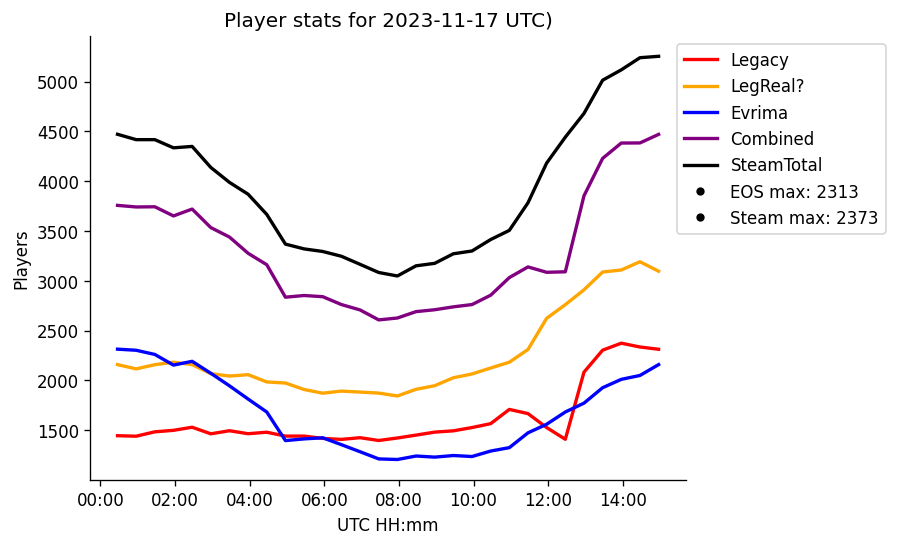 Player stats for 2023-11-17 UTC)
Legacy
LegReal?
Evrima
Combined
SteamTotal
EOS max: 2313
Steam max: 2373
Players
5000
4500
4000
3500
3000
2500
2000
1500
00:00 02:00 04:00 06:00 08:00 10:00 12:00 14:00
UTC HH:mm